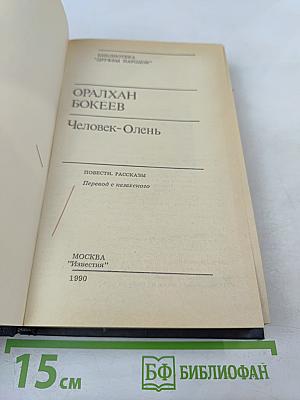 БИБЛИОТЕКА
"ДРУЖБЫ НАРОДОВ"
ОРАЛХАН
БОКЕЕВ
Человек-Олень
ПОВЕСТИ, РАССКАЗЫ
Перевод с казахского
МОСКВА
"Известия"
1990
15 см
БФ БИБЛИОФАН